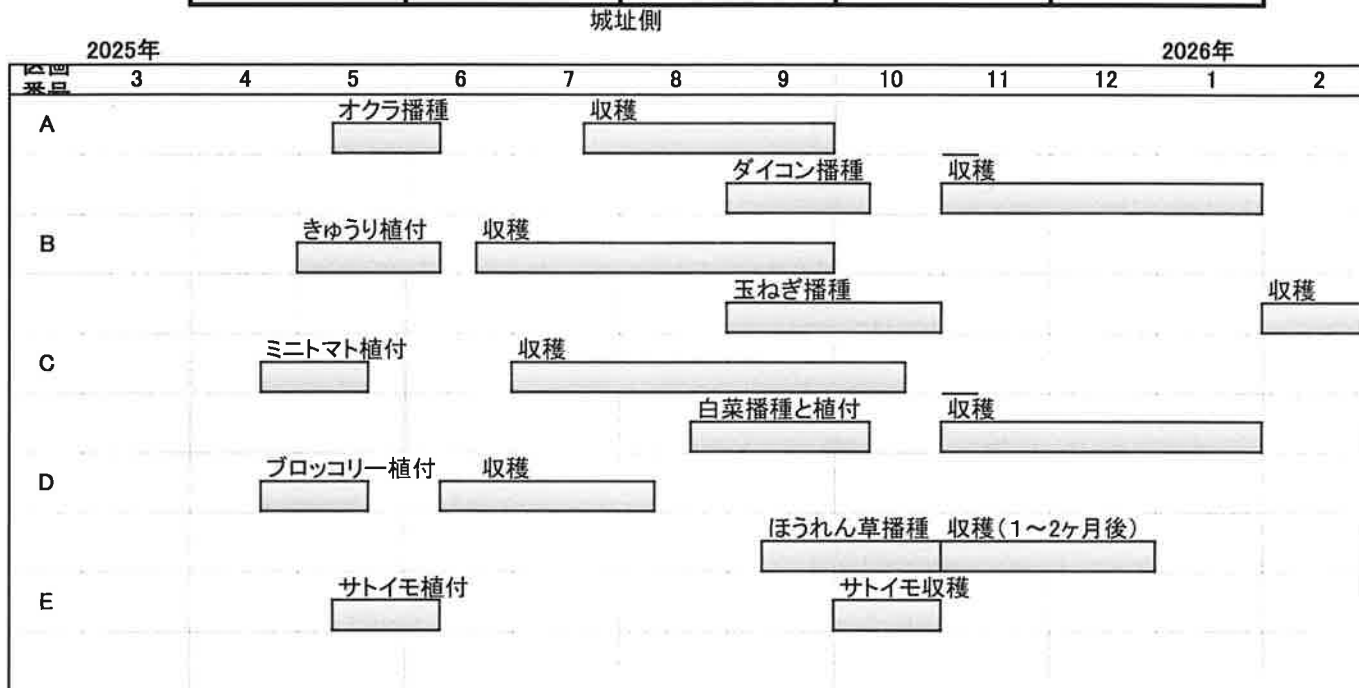 城址側
2025年 2026年
区画 3 4 5 6 7 8 9 10 11 12 1 2
番号
A オクラ播種 収穫
ダイコン播種 収穫
B きゅうり植付 収穫
玉ねぎ播種 収穫
C ミニトマト植付 収穫
白菜播種と植付 収穫
D ブロッコリー植付 収穫
ほうれん草播種 収穫(1～2ヶ月後)
E サトイモ植付 サトイモ収穫